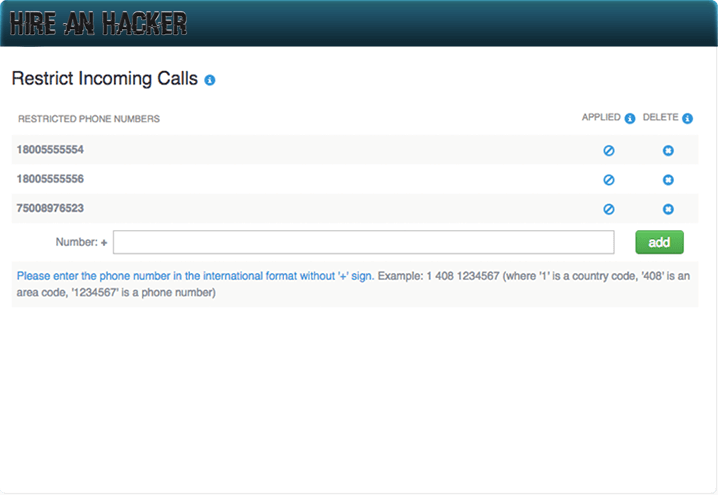 HIRE AN HACKER
Restrict Incoming Calls
RESTRICTED PHONE NUMBERS APPLIED DELETE
18005555554
18005555556
75008976523
Number: + add
Please enter the phone number in the international format without '+' sign. Example: 1 408 1234567 (where '1' is a country code, '408' is an
area code, '1234567' is a phone number)